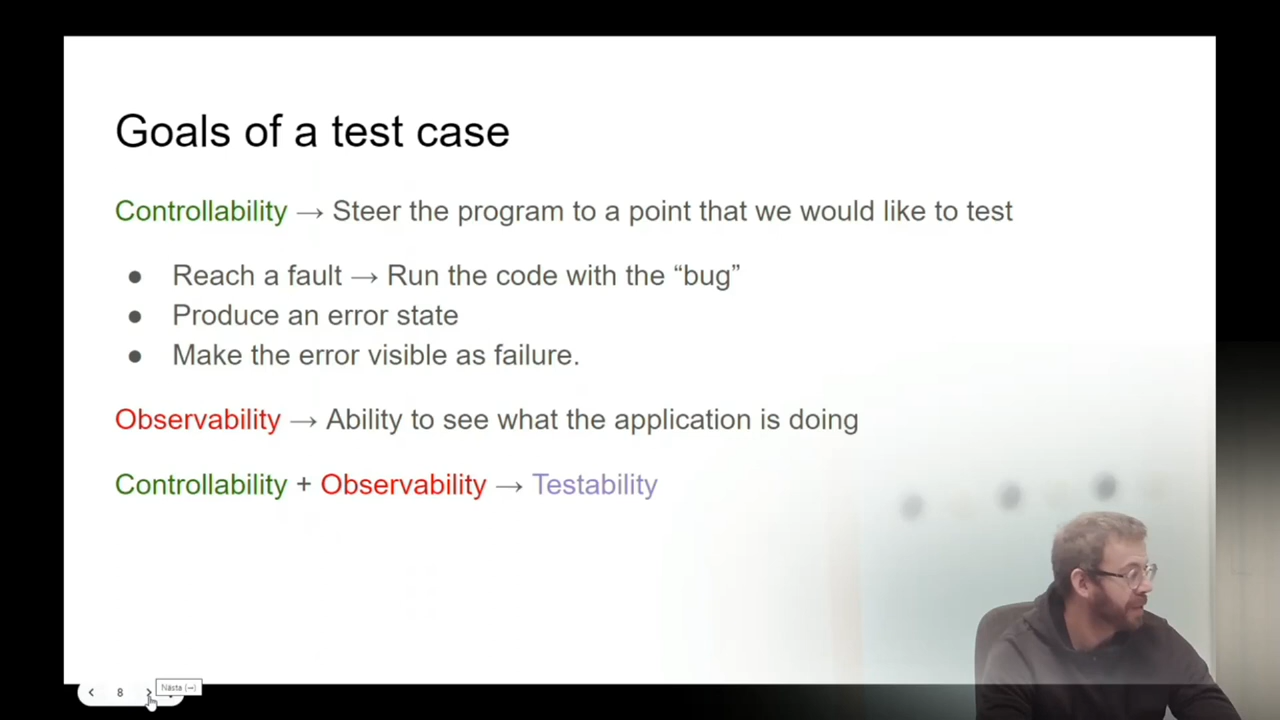 Goals of a test case
Controllability → Steer the program to a point that we would like to test
● Reach a fault → Run the code with the “bug”
● Produce an error state
● Make the error visible as failure.
Observability → Ability to see what the application is doing
Controllability + Observability → Testability
8
Nästa (→)